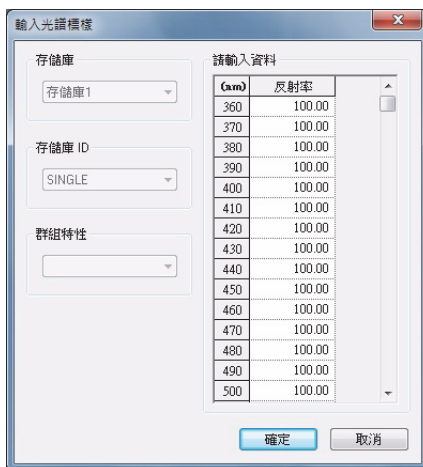 輸入光譜標樣
存儲庫
存儲庫1
存儲庫 ID
SINGLE
群組特性
請輸入資料
(nm) 反射率
360 100.00
370 100.00
380 100.00
390 100.00
400 100.00
410 100.00
420 100.00
430 100.00
440 100.00
450 100.00
460 100.00
470 100.00
480 100.00
490 100.00
500 100.00
確定 取消